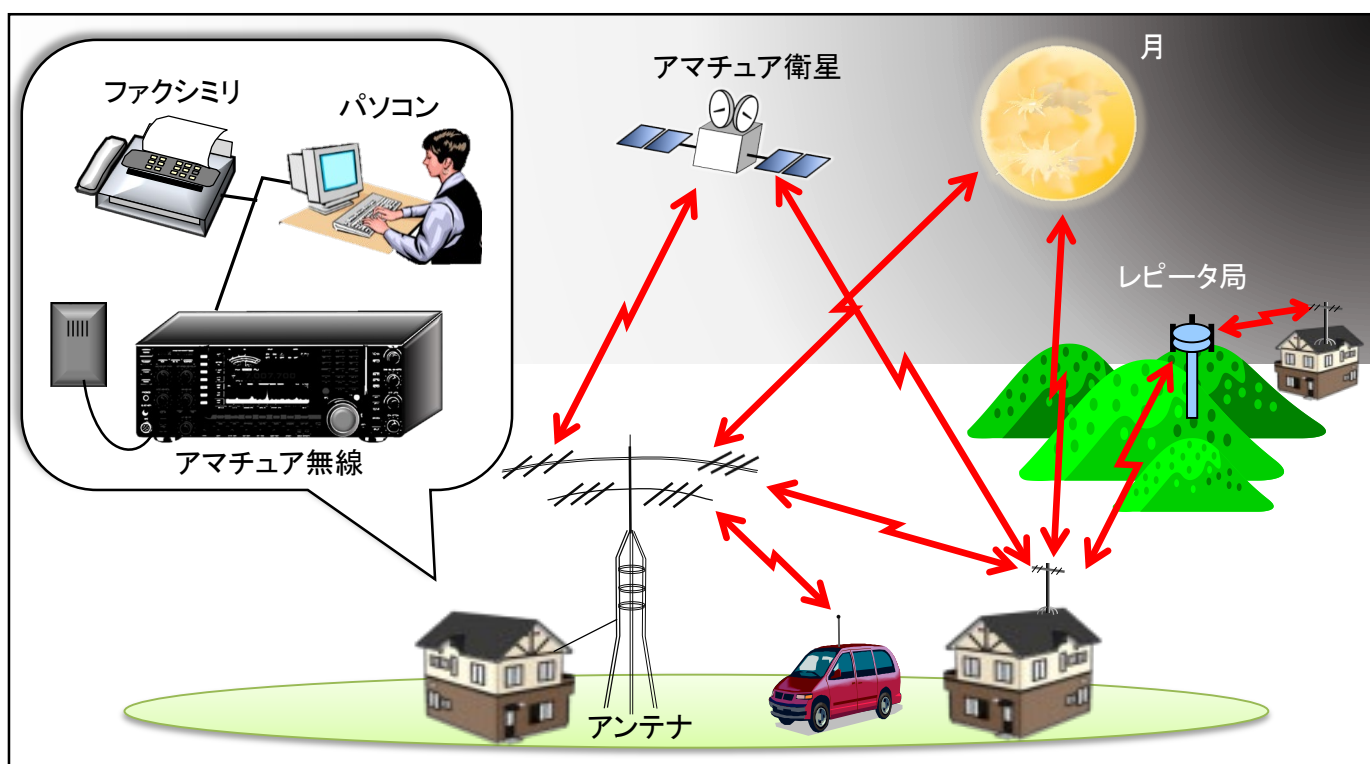 ファクシミリ
パソコン
アマチュア無線
アマチュア衛星
月
レピータ局
アンテナ